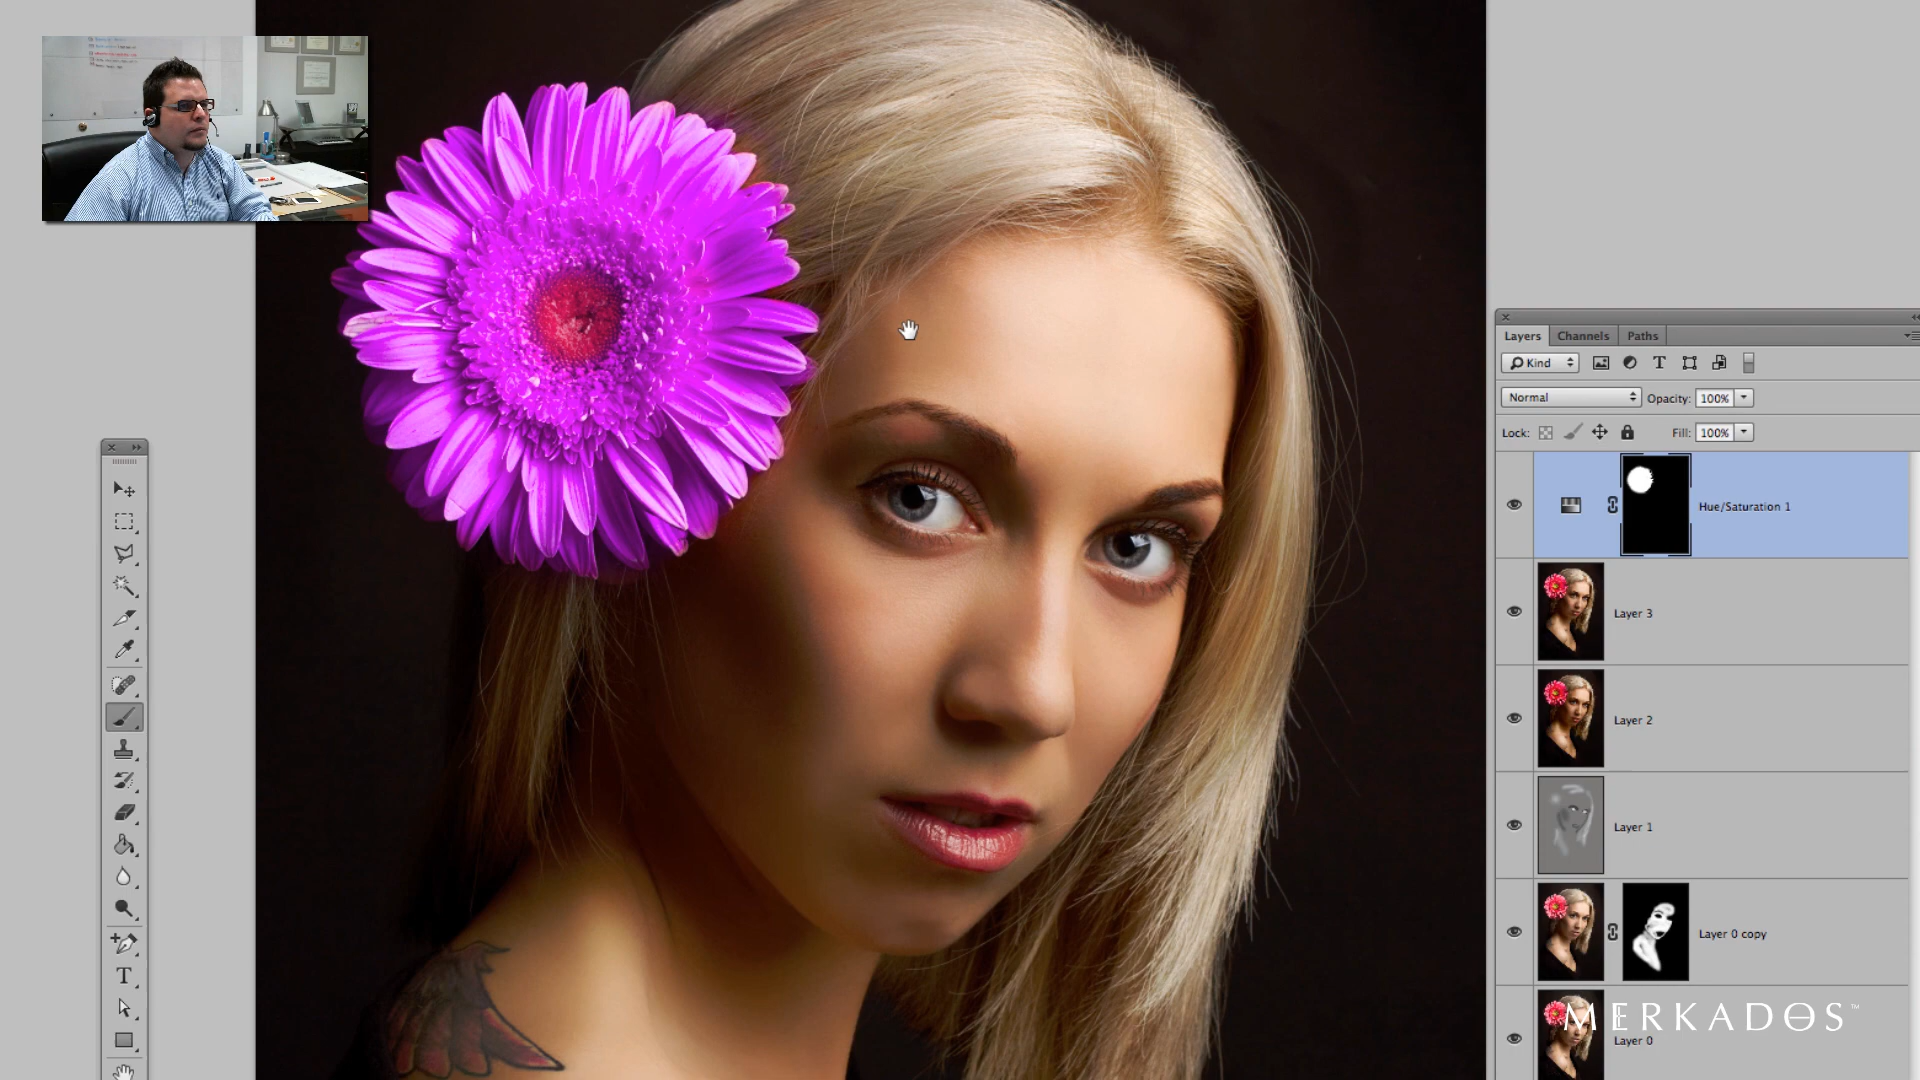 Layers Channels Paths
Kind T
Normal Opacity: 100%
Lock: Fill: 100%
Hue/Saturation 1
Layer 3
Layer 2
Layer 1
Layer 0 copy
MERKADOS™
Layer 0
T